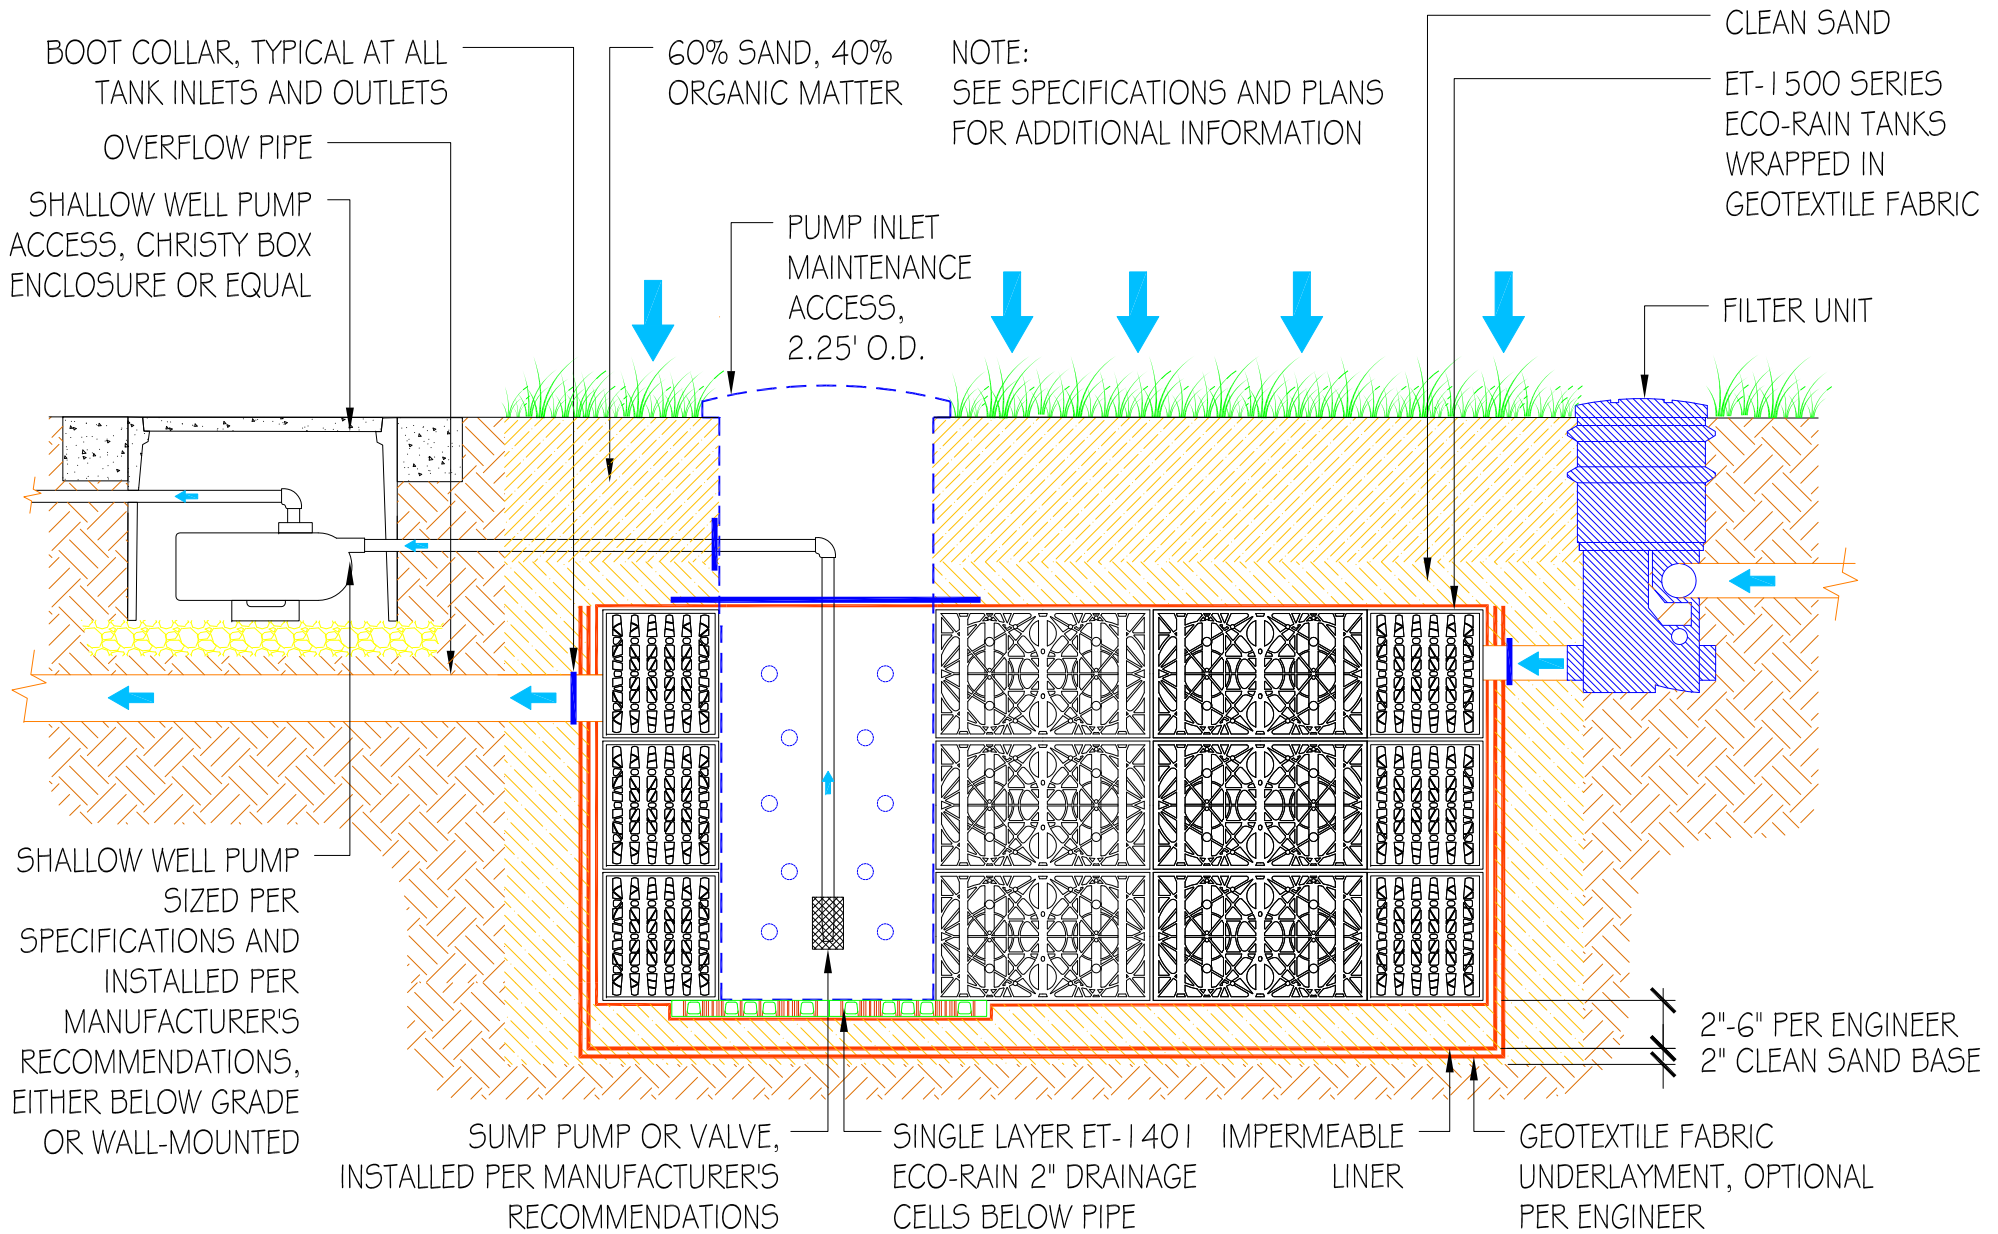 BOOT COLLAR, TYPICAL AT ALL
TANK INLETS AND OUTLETS
OVERFLOW PIPE
SHALLOW WELL PUMP
ACCESS, CHRISTY BOX
ENCLOSURE OR EQUAL
60% SAND, 40%
ORGANIC MATTER
NOTE:
SEE SPECIFICATIONS AND PLANS
FOR ADDITIONAL INFORMATION
CLEAN SAND
ET-1500 SERIES
ECO-RAIN TANKS
WRAPPED IN
GEOTEXTILE FABRIC
PUMP INLET
MAINTENANCE
ACCESS,
2.25' O.D.
FILTER UNIT
SHALLOW WELL PUMP
SIZED PER
SPECIFICATIONS AND
INSTALLED PER
MANUFACTURER'S
RECOMMENDATIONS,
EITHER BELOW GRADE
OR WALL-MOUNTED
2"-6" PER ENGINEER
2" CLEAN SAND BASE
SUMP PUMP OR VALVE,
INSTALLED PER MANUFACTURER'S
RECOMMENDATIONS
SINGLE LAYER ET-1401
ECO-RAIN 2" DRAINAGE
CELLS BELOW PIPE
IMPERMEABLE
LINER
GEOTEXTILE FABRIC
UNDERLAYMENT, OPTIONAL
PER ENGINEER